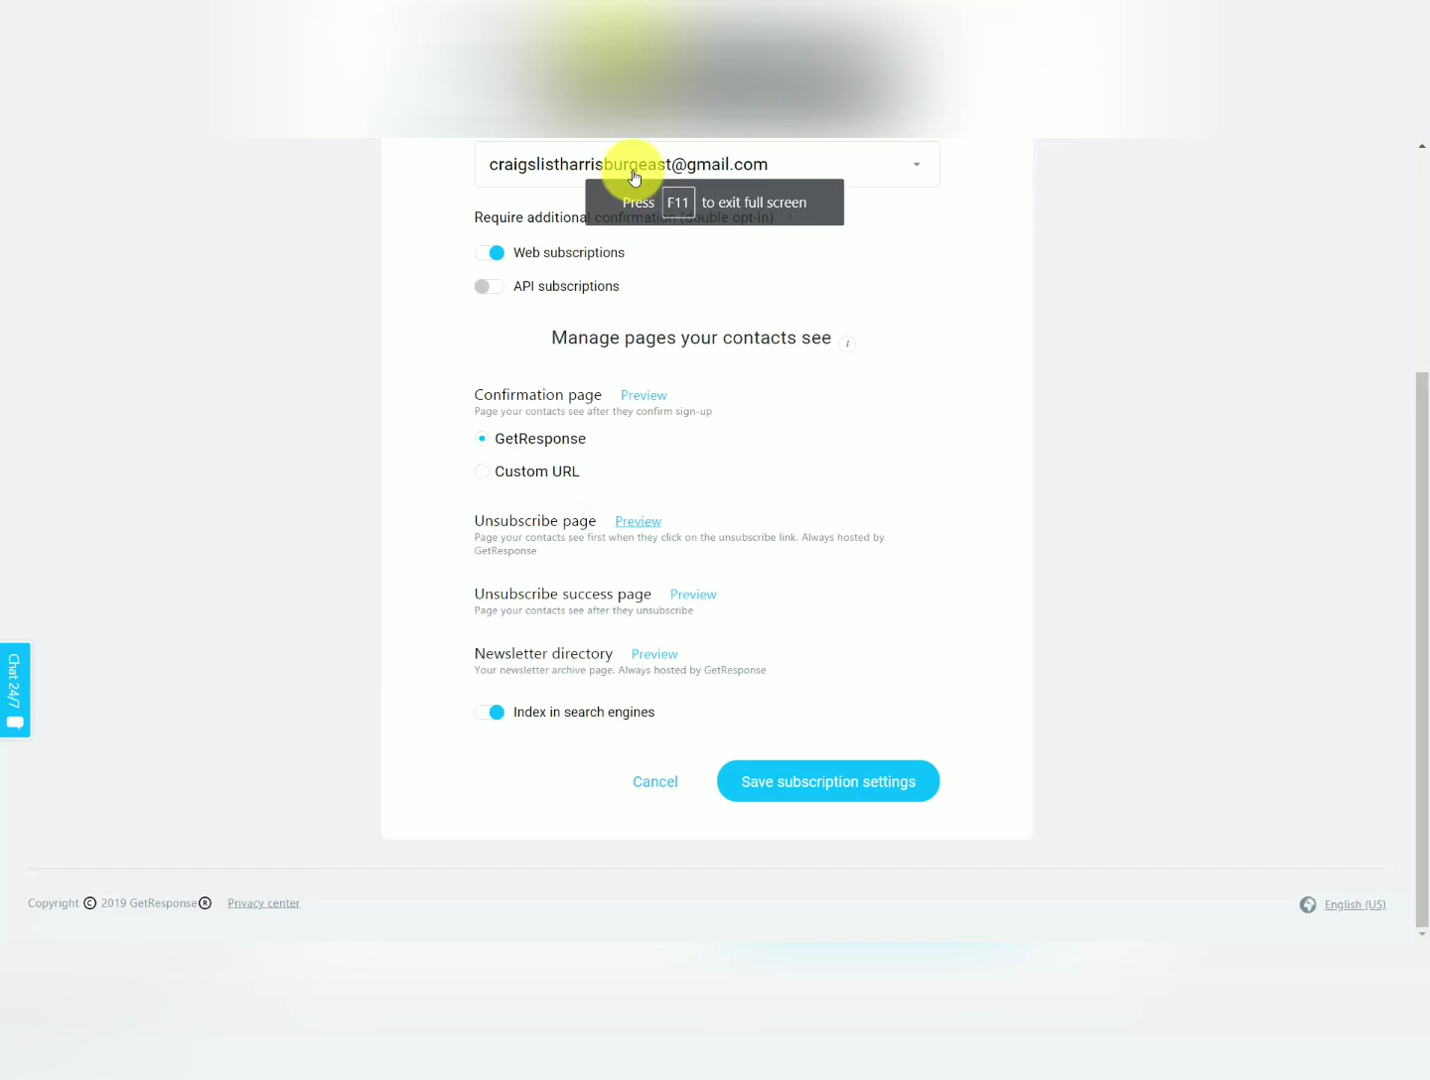 craigslistharrisburgeast@gmail.com
Press F11 to exit full screen
Require additional confirmation (double opt-in)
Web subscriptions
API subscriptions
Manage pages your contacts see i
Confirmation page Preview
Page your contacts see after they confirm sign-up
GetResponse
Custom URL
Unsubscribe page Preview
Page your contacts see first when they click on the unsubscribe link. Always hosted by
GetResponse
Unsubscribe success page Preview
Page your contacts see after they unsubscribe
Newsletter directory Preview
Your newsletter archive page. Always hosted by GetResponse
Index in search engines
Cancel Save subscription settings
Chat 24/7
Copyright © 2019 GetResponse® Privacy center
English (US)